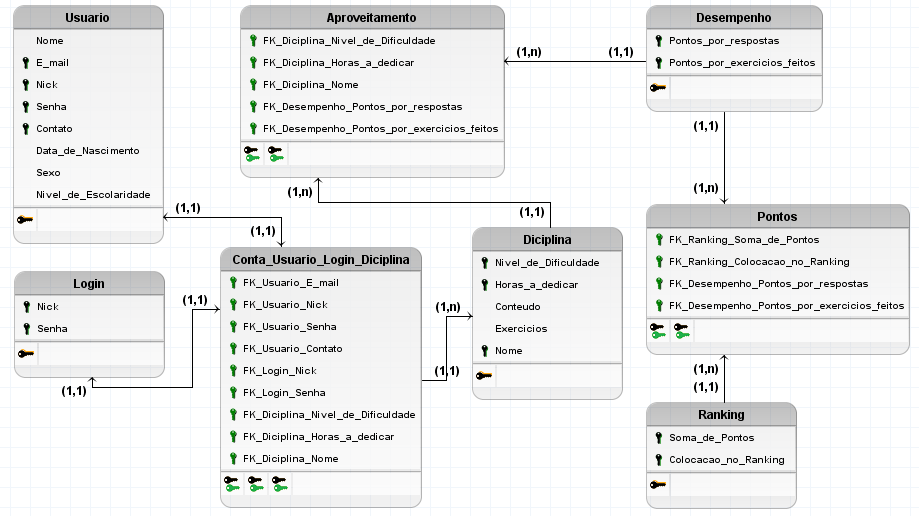 Usuario
Nome
E_mail
Nick
Senha
Contato
Data_de_Nascimento
Sexo
Nivel_de_Escolaridade
Aproveitamento
FK_Diciplina_Nivel_de_Dificuldade
FK_Diciplina_Horas_a_dedicar
FK_Diciplina_Nome
FK_Desempenho_Pontos_por_respostas
FK_Desempenho_Pontos_por_exercicios_feitos
(1,n)
(1,1)
Desempenho
Pontos_por_respostas
Pontos_por_exercicios_feitos
(1,1)
(1,n)
(1,n)
(1,1)
(1,1)
(1,1)
Pontos
FK_Ranking_Soma_de_Pontos
FK_Ranking_Colocacao_no_Ranking
FK_Desempenho_Pontos_por_respostas
FK_Desempenho_Pontos_por_exercicios_feitos
Login
Nick
Senha
(1,1)
(1,1)
Conta_Usuario_Login_Diciplina
FK_Usuario_E_mail
FK_Usuario_Nick
FK_Usuario_Senha
FK_Usuario_Contato
FK_Login_Nick
FK_Login_Senha
FK_Diciplina_Nivel_de_Dificuldade
FK_Diciplina_Horas_a_dedicar
FK_Diciplina_Nome
(1,n)
(1,1)
Diciplina
Nivel_de_Dificuldade
Horas_a_dedicar
Conteudo
Exercicios
Nome
(1,n)
(1,1)
Ranking
Soma_de_Pontos
Colocacao_no_Ranking